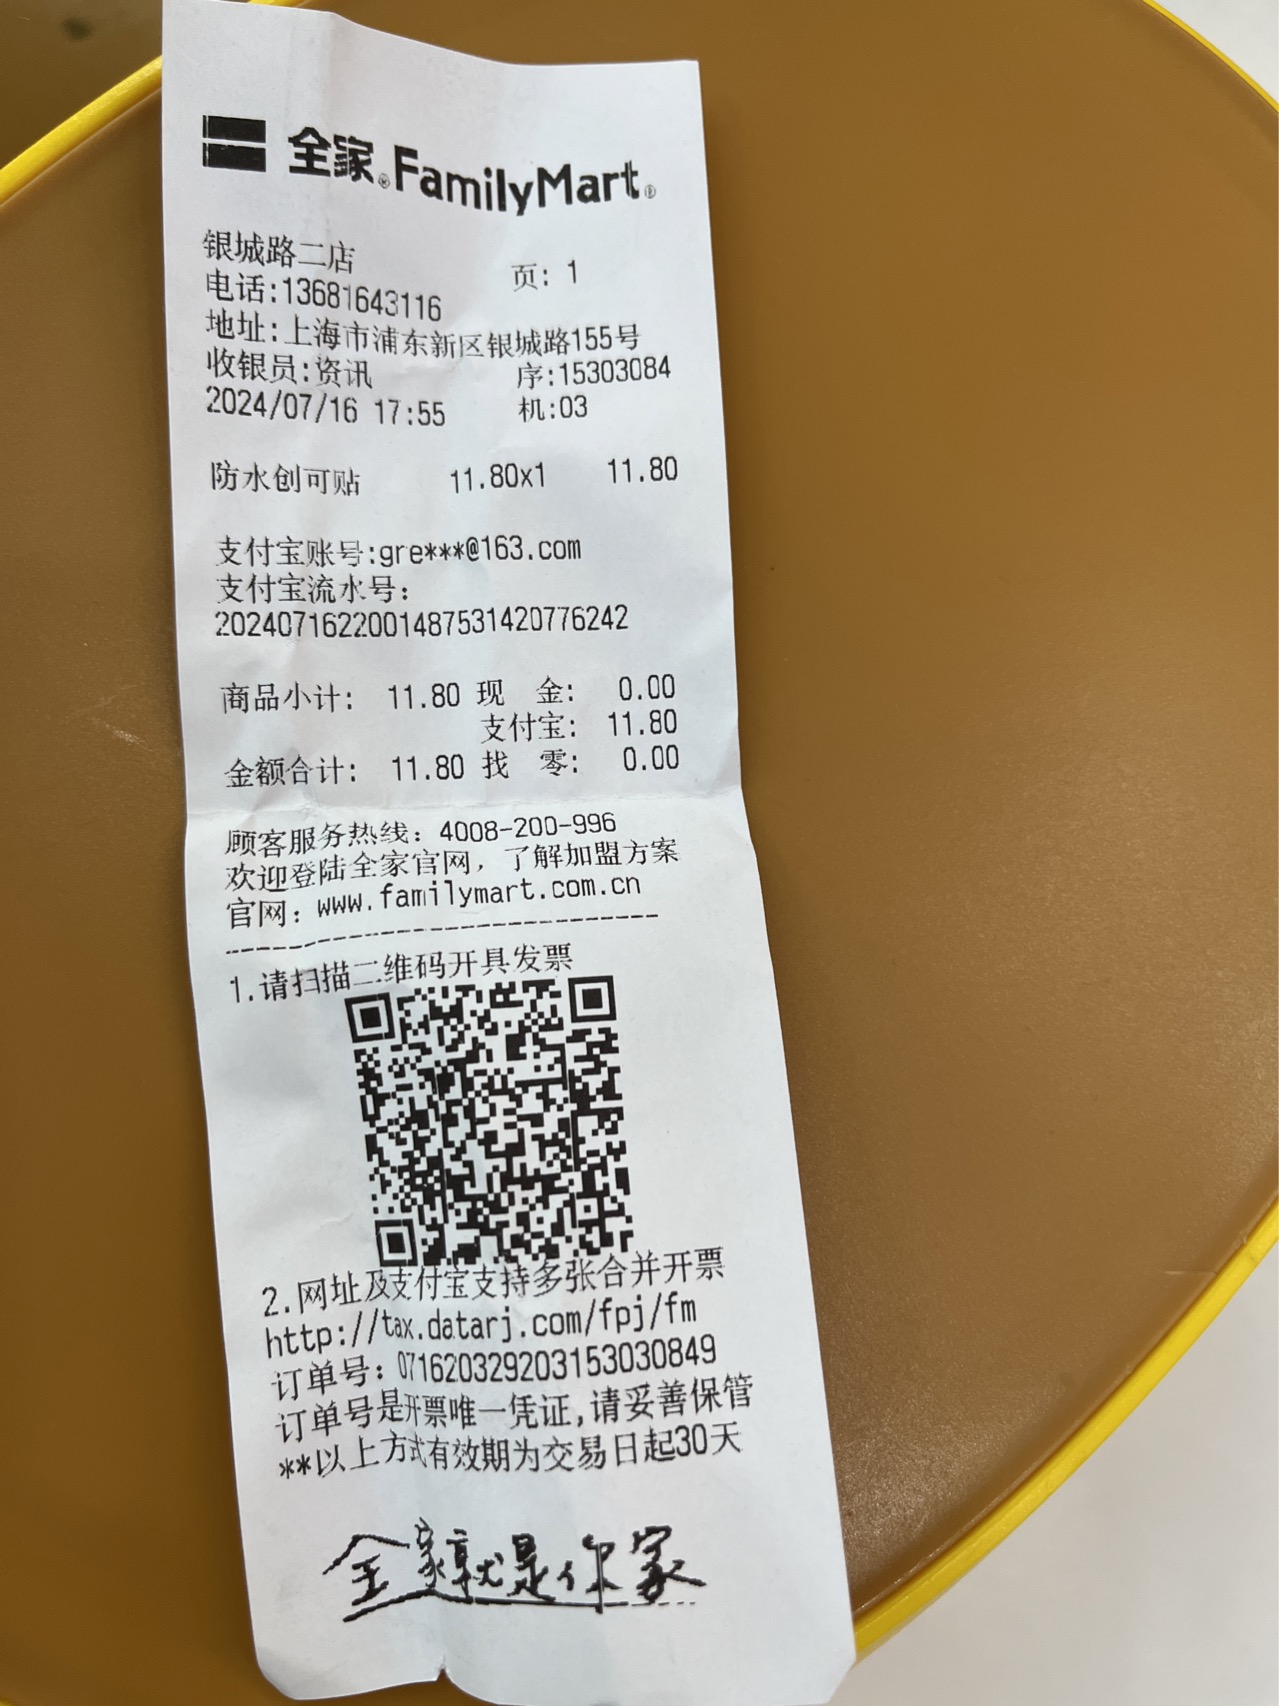 全家®FamilyMart®
银城路二店
页: 1
电话:13681643116
地址:上海市浦东新区银城路155号
收银员:资讯 序:15303084
2024/07/16 17:55 机:03
防水创可贴 11.80x1 11.80
支付宝账号:gre***@163.com
支付宝流水号:
2024071622001487531420776242
商品小计: 11.80 现 金: 0.00
支付宝: 11.80
金额合计: 11.80 找 零: 0.00
顾客服务热线: 4008-200-996
欢迎登陆全家官网, 了解加盟方案
官网: www.familymart.com.cn
1.请扫描二维码开具发票
2.网址及支付宝支持多张合并开票
http://tax.datarj.com/fpj/fm
订单号: 0716203292031530​30849
订单号是开票唯一凭证,请妥善保管
**以上方式有效期为交易日起30天
全家就是你家